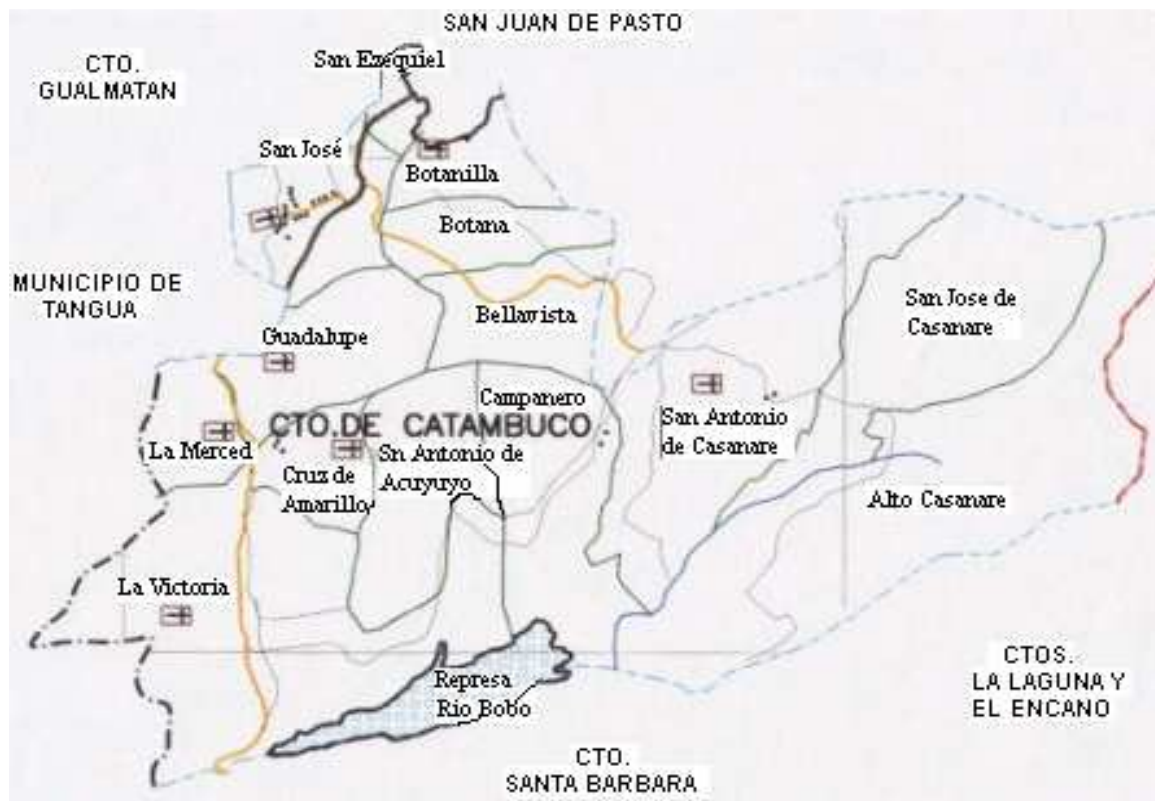 SAN JUAN DE PASTO
San Ezequiel
CTO.
GUALMATAN
San José
Botanilla
Botana
MUNICIPIO DE
TANGUA
San Jose de
Casanare
Bellavista
Guadalupe
Campanero
CTO. DE CATAMBUCO
San Antonio
de Casanare
La Merced
Cruz de
Amarillo
Sn Antonio de
Acuyuyo
Alto Casanare
La Victoria
CTOS.
LA LAGUNA Y
EL ENCANO
Represa
Rio Bobo
CTO.
SANTA BARBARA